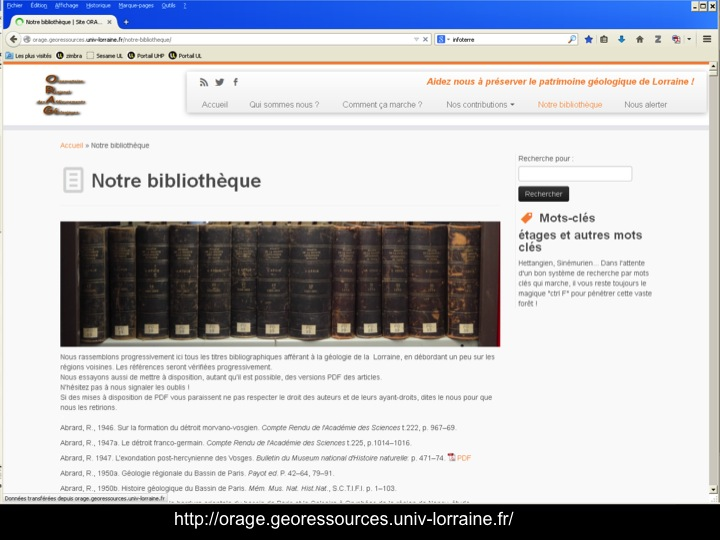 Fichier Édition Affichage Historique Marque-pages Outils ?
Notre bibliothèque | Site ORA... × +
orage.georessources.univ-lorraine.fr/notre-bibliotheque/
infoterre
Les plus visités zimbra Sesame UL Portal UHP Portail UL
ORAG
Aidez nous à préserver le patrimoine géologique de Lorraine !
Accueil Qui sommes nous ? Comment ça marche ? Nos contributions Notre bibliothèque Nous alerter
Accueil » Notre bibliothèque
Notre bibliothèque
Nous rassemblons progressivement ici tous les titres bibliographiques afférant à la géologie de la Lorraine, en débordant un peu sur les
régions voisines. Les références seront vérifiées progressivement.
Nous essayons aussi de mettre à disposition, autant qu'il est possible, des versions PDF des articles.
N'hésitez pas à nous signaler les oublis !
Si des mises à disposition de PDF vous paraissent ne pas respecter le droit des auteurs et de leurs ayant-droits, dites le nous pour que
nous les retirions.
Abrard, R., 1946. Sur la formation du détroit morvano-vosgien. Compte Rendu de l'Académie des Sciences t.222, p. 967–69.
Abrard, R., 1947a. Le détroit franco-germain. Compte Rendu de l'Académie des Sciences t.225, p.1014–1016.
Abrard, R. 1947. L'exondation post-hercynienne des Vosges. Bulletin du Museum national d'Histoire naturelle. p. 471–74. PDF
Abrard, R., 1950a. Géologie régionale du Bassin de Paris. Payot ed. P. 42–64, 79–91.
Abrard, R., 1950b. Histoire géologique du Bassin de Paris. Mém. Mus. Nat. Hist.Nat., S.C.T.I.F.I. p. 1–103.
Recherche pour :
Rechercher
Mots-clés
étages et autres mots
clés
Hettangien, Sinémurien... Dans l'attente
d'un bon système de recherche par mots
clés qui marche, il vous reste toujours le
magique "ctrl F" pour pénétrer cette vaste
forêt !
Données transférées depuis orage.georessources.univ-lorraine.fr
http://orage.georessources.univ-lorraine.fr/